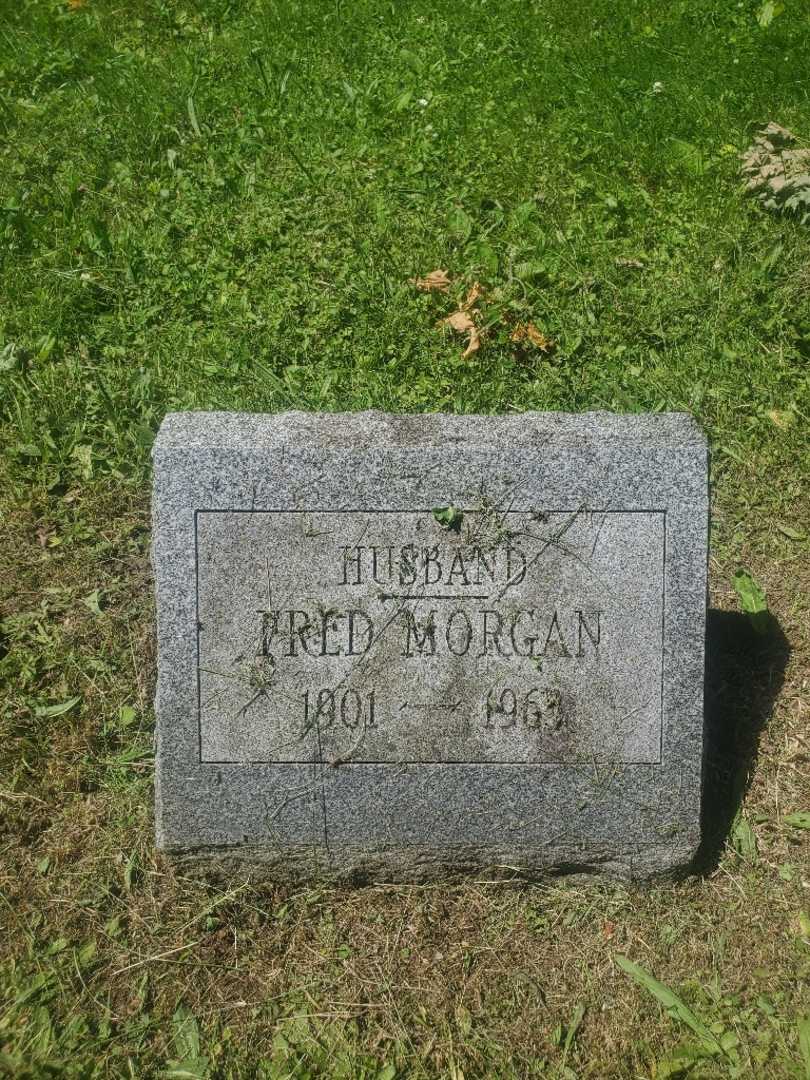 HUSBAND
FRED MORGAN
1901 — 1963